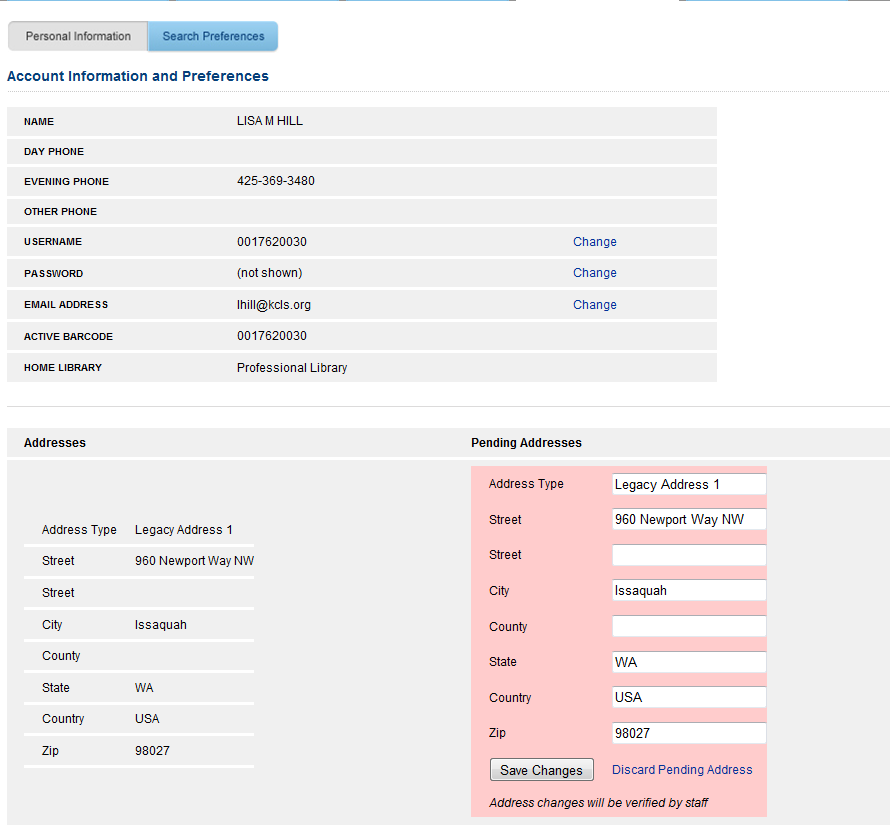 Personal Information Search Preferences
Account Information and Preferences
NAME LISA M HILL
DAY PHONE
EVENING PHONE 425-369-3480
OTHER PHONE
USERNAME 0017620030 Change
PASSWORD (not shown) Change
EMAIL ADDRESS lhill@kcls.org Change
ACTIVE BARCODE 0017620030
HOME LIBRARY Professional Library
Addresses
Address Type Legacy Address 1
Street 960 Newport Way NW
Street
City Issaquah
County
State WA
Country USA
Zip 98027
Pending Addresses
Address Type Legacy Address 1
Street 960 Newport Way NW
Street
City Issaquah
County
State WA
Country USA
Zip 98027
Save Changes Discard Pending Address
Address changes will be verified by staff